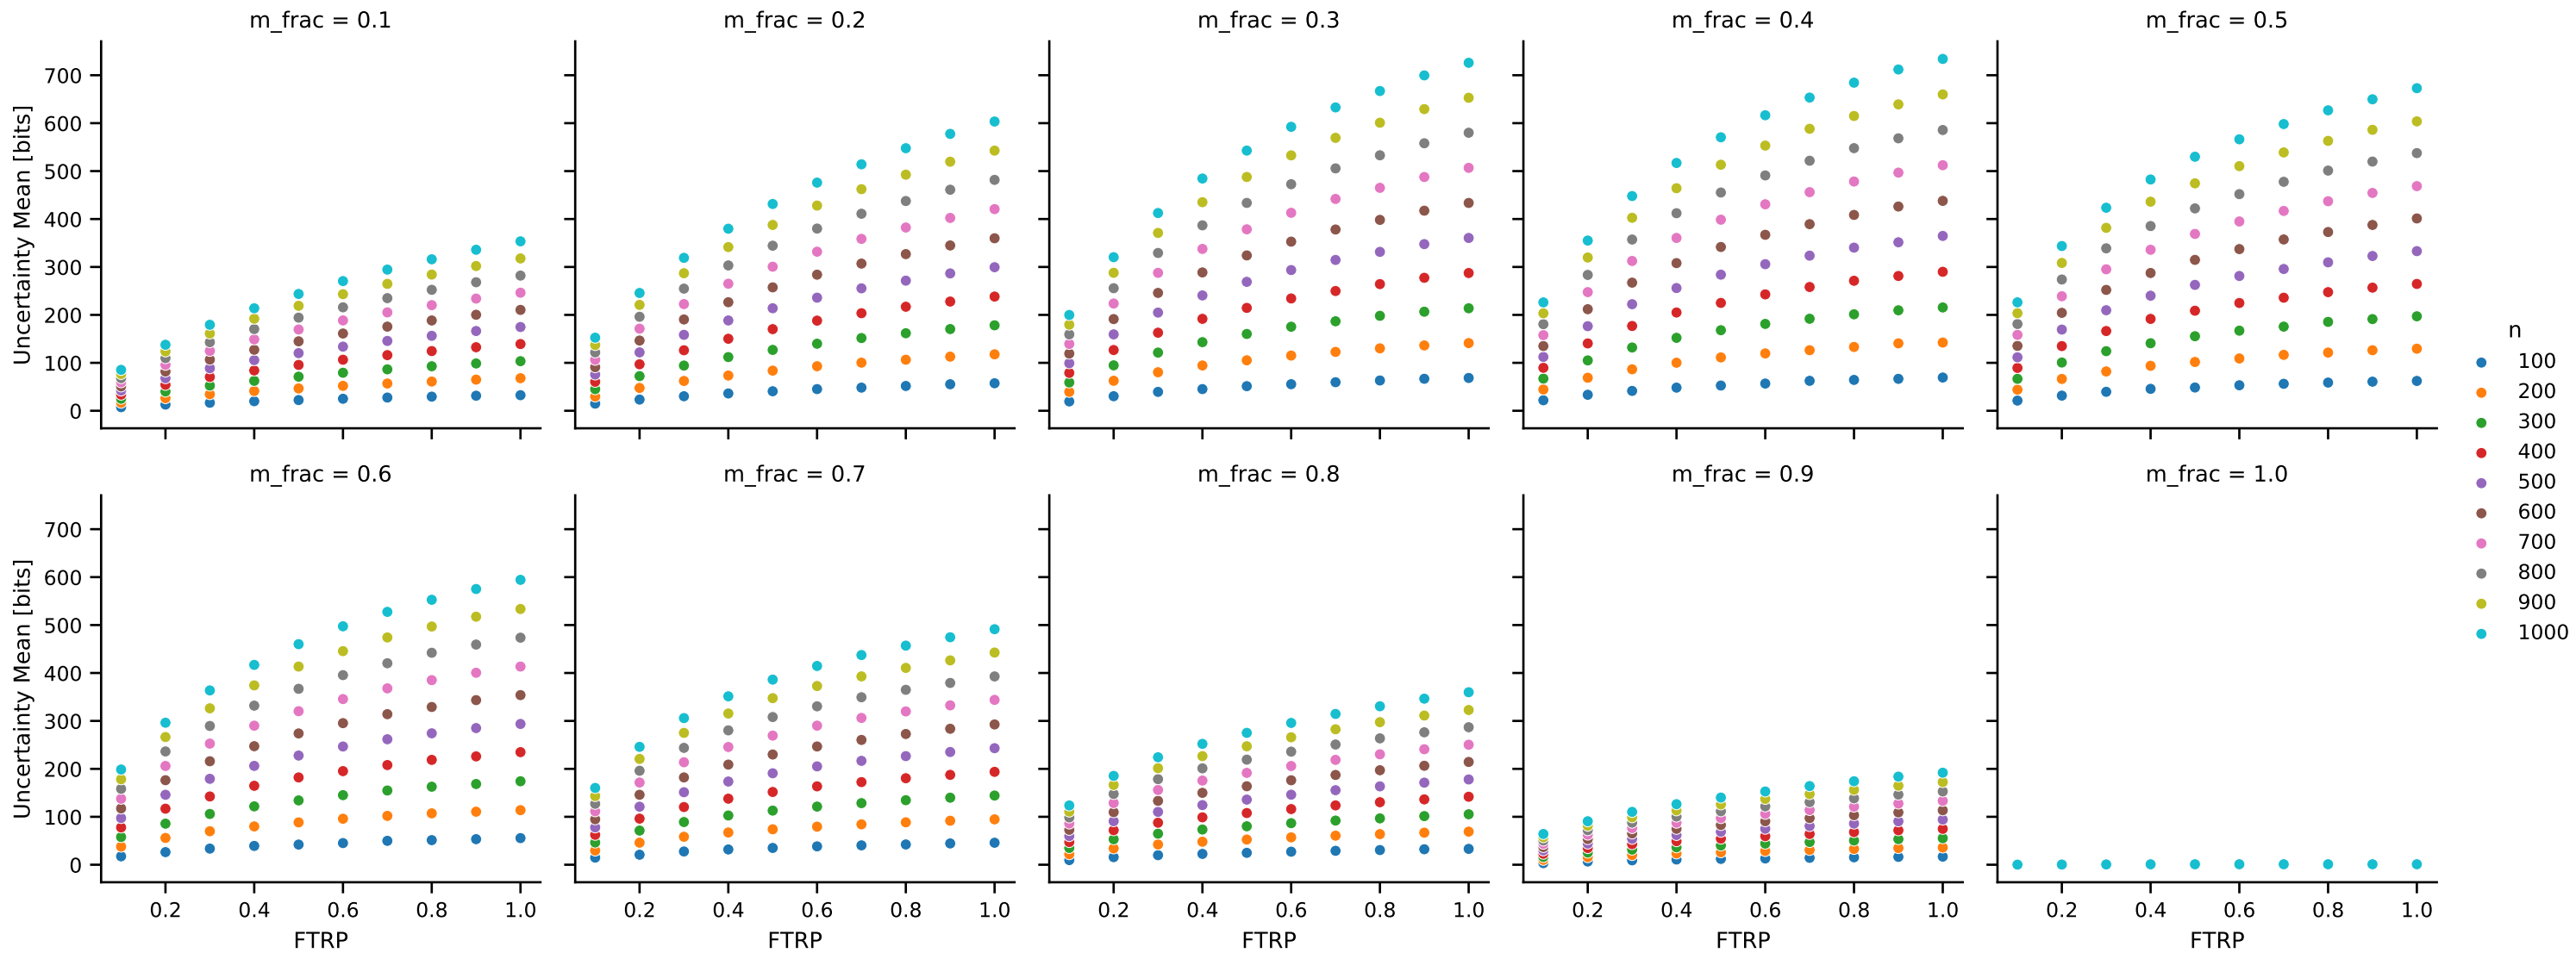 m_frac = 0.1
m_frac = 0.2
m_frac = 0.3
m_frac = 0.4
m_frac = 0.5
700
600
500
400
300
200
100
0
Uncertainty Mean [bits]
m_frac = 0.6
m_frac = 0.7
m_frac = 0.8
m_frac = 0.9
m_frac = 1.0
700
600
500
400
300
200
100
0
Uncertainty Mean [bits]
0.2 0.4 0.6 0.8 1.0
FTRP
0.2 0.4 0.6 0.8 1.0
FTRP
0.2 0.4 0.6 0.8 1.0
FTRP
0.2 0.4 0.6 0.8 1.0
FTRP
0.2 0.4 0.6 0.8 1.0
FTRP
n
100
200
300
400
500
600
700
800
900
1000